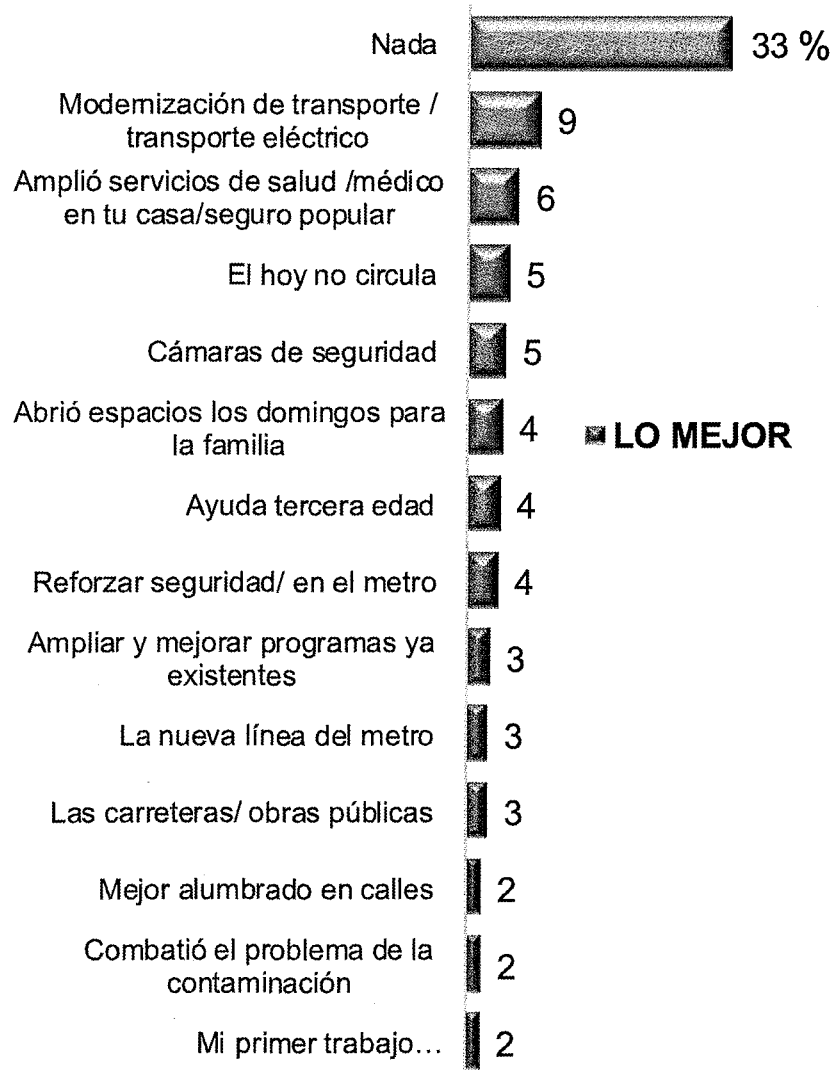 Nada 33 %
Modernización de transporte /
transporte eléctrico 9
Amplió servicios de salud /médico
en tu casa/seguro popular 6
El hoy no circula 5
Cámaras de seguridad 5
Abrió espacios los domingos para
la familia 4
LO MEJOR
Ayuda tercera edad 4
Reforzar seguridad/ en el metro 4
Ampliar y mejorar programas ya
existentes 3
La nueva línea del metro 3
Las carreteras/ obras públicas 3
Mejor alumbrado en calles 2
Combatió el problema de la
contaminación 2
Mi primer trabajo... 2